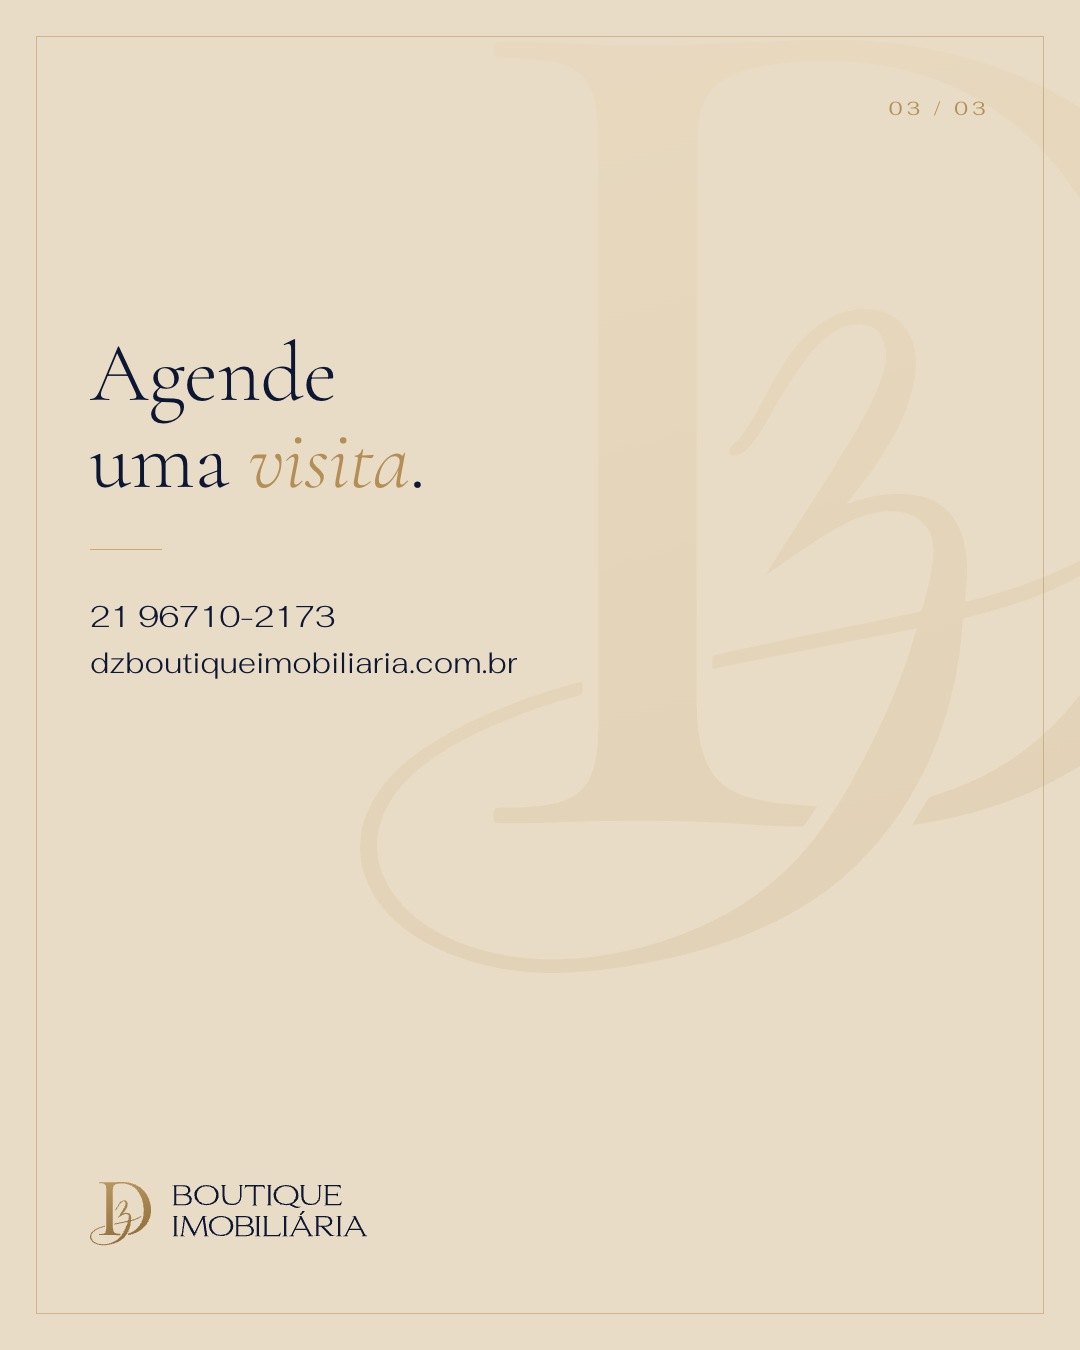 03 / 03
Agende
uma visita.
21 96710-2173
dzboutiqueimobiliaria.com.br
BOUTIQUE
IMOBILIÁRIA